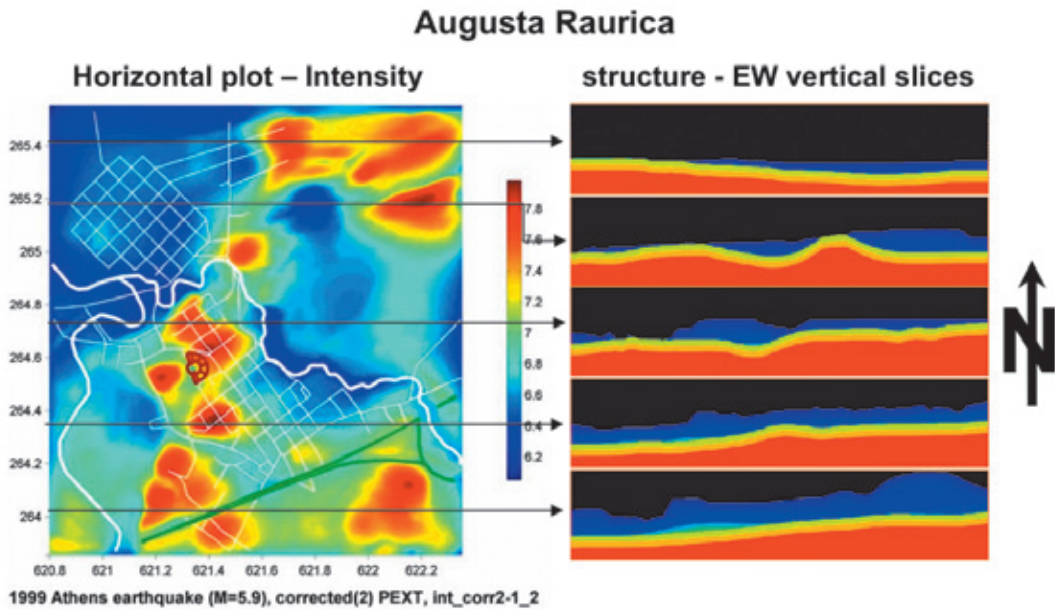 Augusta Raurica
Horizontal plot – Intensity
structure - EW vertical slices
265.4
265.2
265
264.8
264.6
264.4
264.2
264
7.8
7.6
7.4
7.2
7
6.8
6.6
6.4
6.2
N
620.8 621 621.2 621.4 621.6 621.8 622 622.2
1999 Athens earthquake (M=5.9), corrected(2) PEXT, int_corr2-1_2